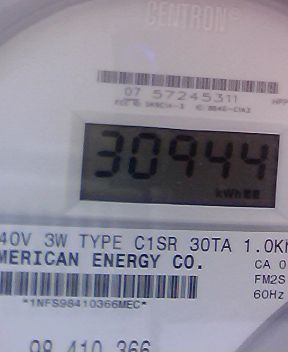 CENTRON®
07 57245311
30944
kWh
40V 3W TYPE C1SR 30TA 1.0K
MERICAN ENERGY CO.
CA 0
FM2S
60Hz
*1NFS98410366MEC*
98 410 366